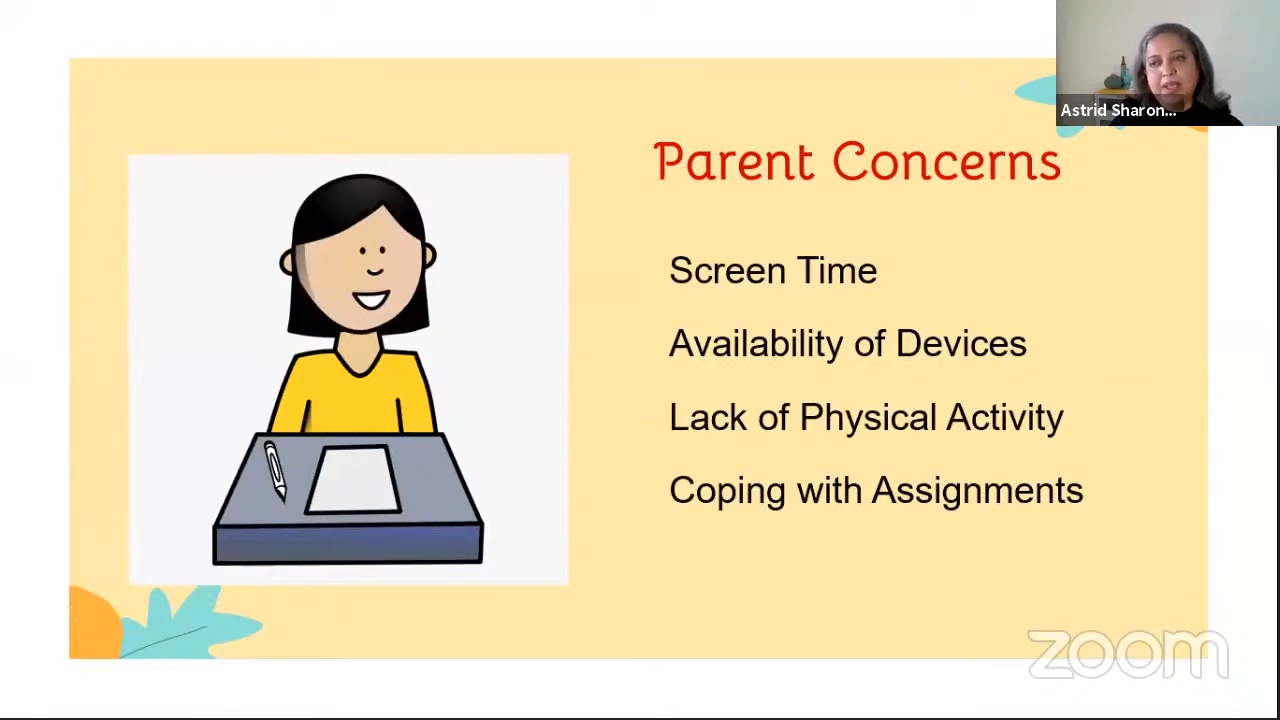 Astrid Sharon...
Parent Concerns
Screen Time
Availability of Devices
Lack of Physical Activity
Coping with Assignments
zoom